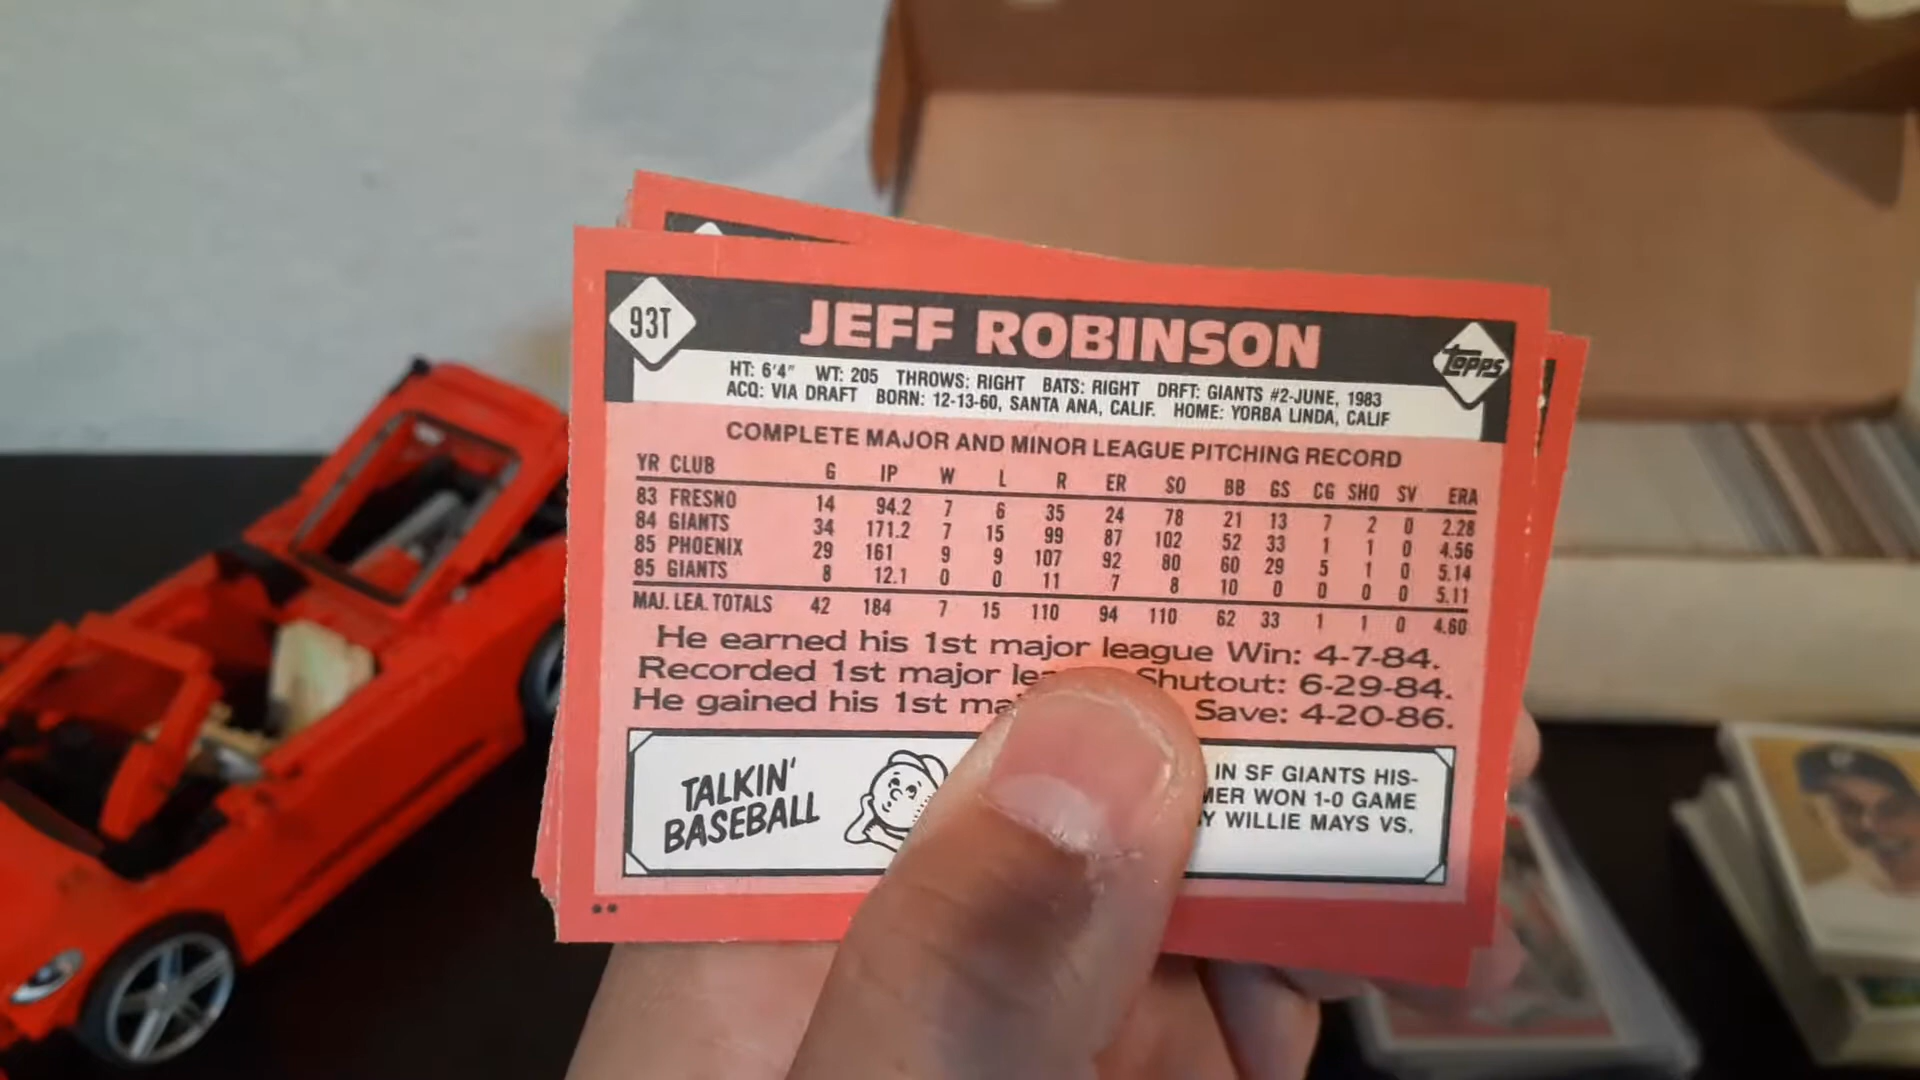 93T JEFF ROBINSON topps
HT: 6'4" WT: 205 THROWS: RIGHT BATS: RIGHT DRFT: GIANTS #2-JUNE, 1983
ACQ: VIA DRAFT BORN: 12-13-60, SANTA ANA, CALIF. HOME: YORBA LINDA, CALIF
COMPLETE MAJOR AND MINOR LEAGUE PITCHING RECORD
YR CLUB G IP W L R ER SO BB GS CG SHO SV ERA
83 FRESNO 14 94.2 7 6 35 24 78 21 13 7 2 0 2.28
84 GIANTS 34 171.2 7 15 99 87 102 52 33 1 1 0 4.56
85 PHOENIX 29 161 9 9 107 92 80 60 29 5 1 0 5.14
85 GIANTS 8 12.1 0 0 11 7 8 10 0 0 0 0 5.11
MAJ. LEA. TOTALS 42 184 7 15 110 94 110 62 33 1 1 0 4.60
He earned his 1st major league Win: 4-7-84.
Recorded 1st major Shutout: 6-29-84.
He gained his 1st Save: 4-20-86.
TALKIN' BASEBALL
IN SF GIANTS HIS-
WON 1-0 GAME
WILLIE MAYS VS.